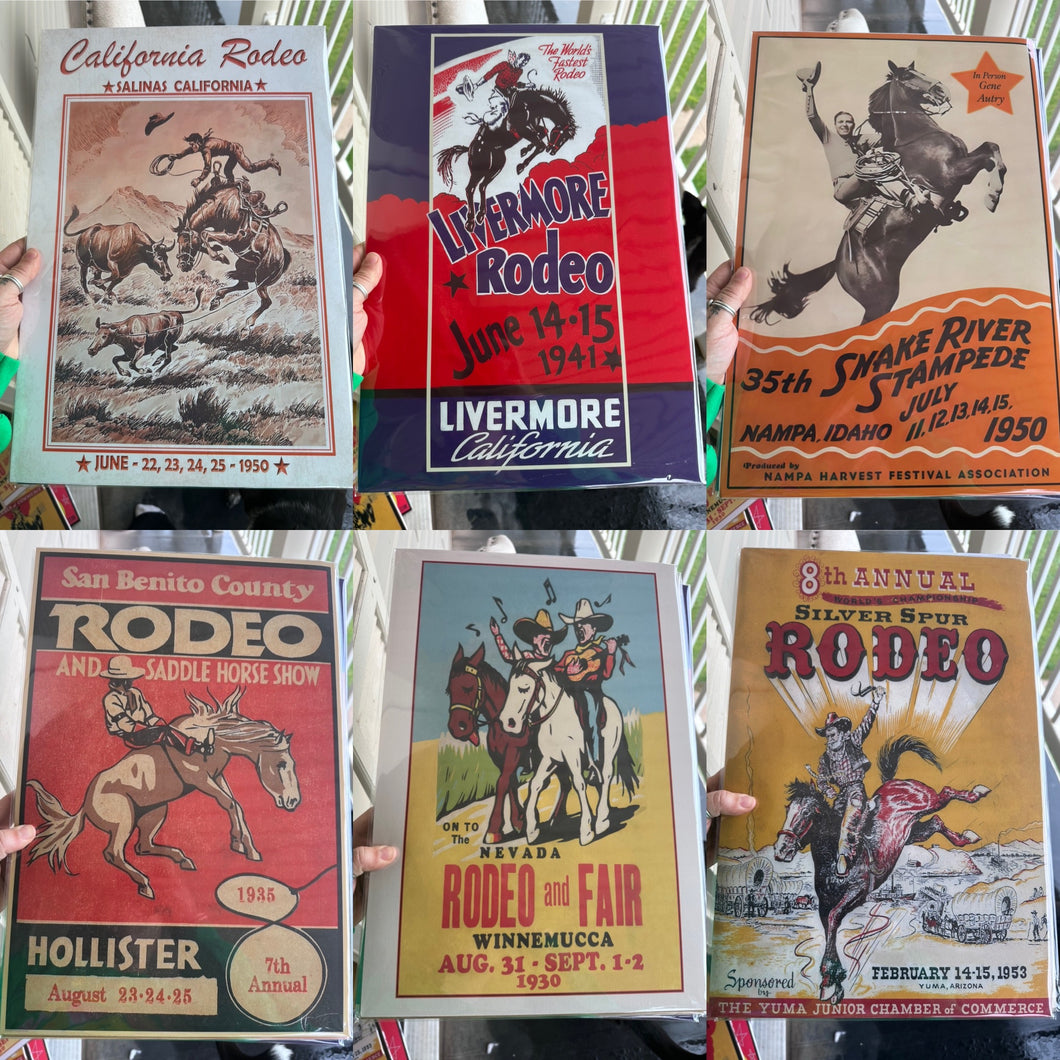 California Rodeo
★SALINAS CALIFORNIA★
★ JUNE - 22, 23, 24, 25 - 1950 ★
The World's
Fastest
Rodeo
LIVERMORE
Rodeo
June 14·15
1941★
LIVERMORE
California
In Person
Gene
Autry
35th SNAKE RIVER
STAMPEDE
JULY
NAMPA, IDAHO 11, 12, 13, 14, 15, 1950
Produced by
NAMPA HARVEST FESTIVAL ASSOCIATION
San Benito County
RODEO
AND SADDLE HORSE SHOW
1935
HOLLISTER
August 23·24·25
7th
Annual
ON TO
The
NEVADA
RODEO and FAIR
WINNEMUCCA
AUG. 31 - SEPT. 1-2
1930
8th ANNUAL
WORLD'S CHAMPIONSHIP
SILVER SPUR
RODEO
Sponsored
by
FEBRUARY 14-15, 1953
YUMA, ARIZONA
THE YUMA JUNIOR CHAMBER of COMMERCE